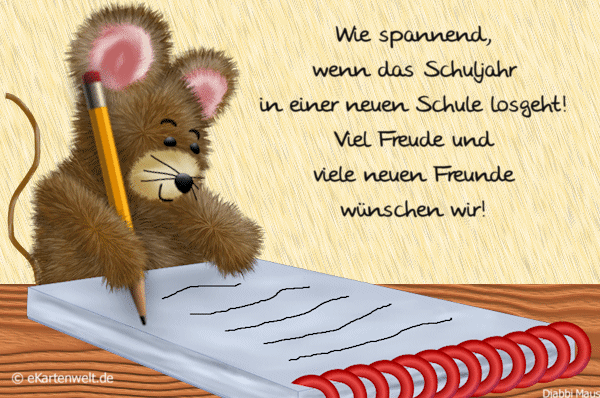 Wie spannend,
wenn das Schuljahr
in einer neuen Schule losgeht!
Viel Freude und
viele neuen Freunde
wünschen wir!
© eKartenwelt.de
Diabbl Maus